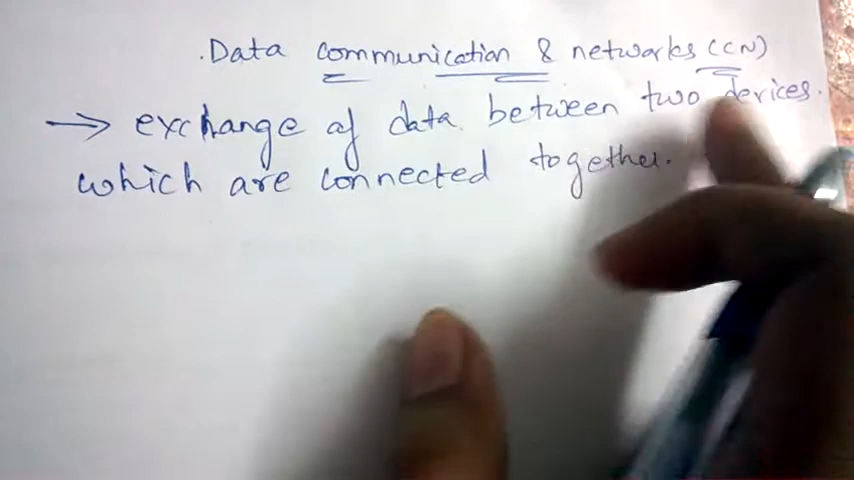 .Data communication & networks (CN)
→ exchange of data between two devices.
which are connected together.